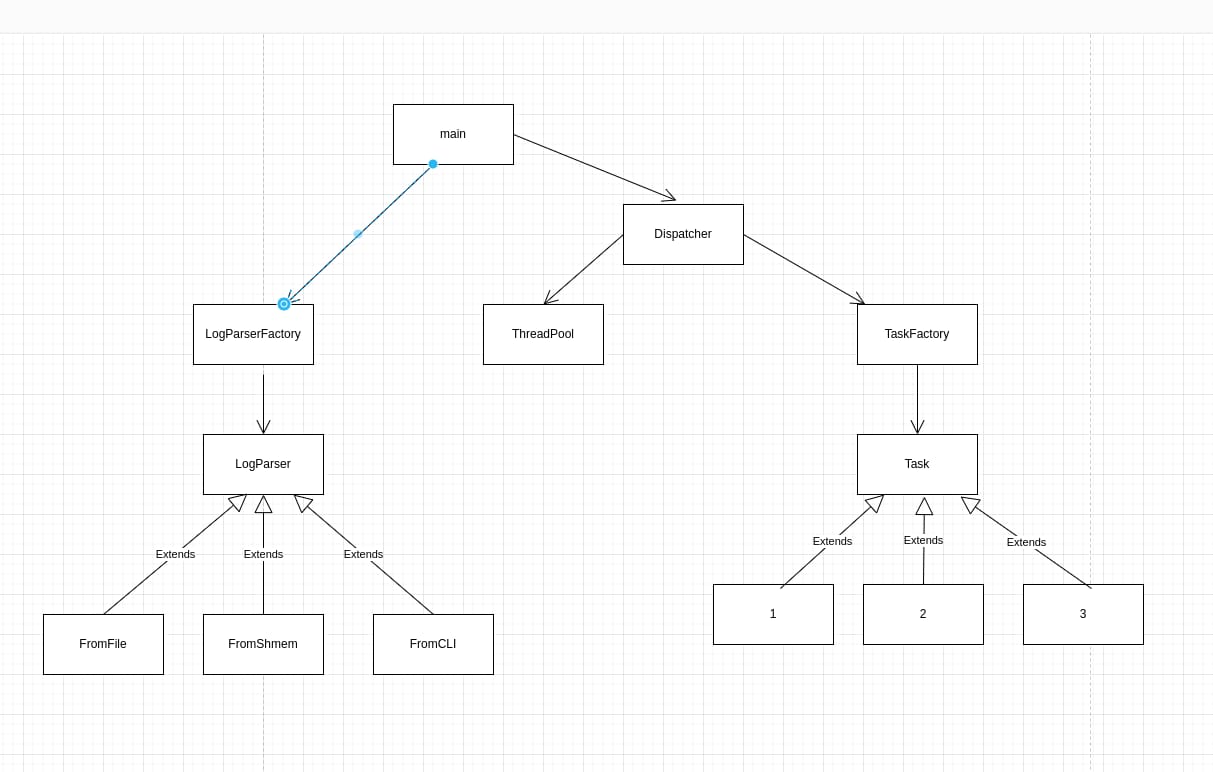 main
Dispatcher
LogParserFactory
ThreadPool
TaskFactory
LogParser
Task
Extends
Extends
Extends
Extends
Extends
Extends
1
2
3
FromFile
FromShmem
FromCLI